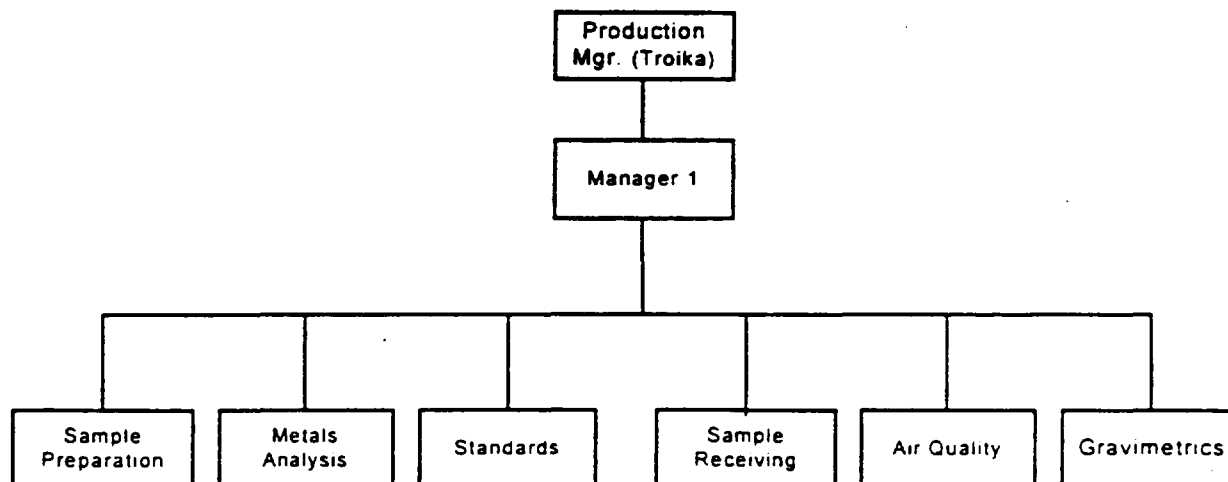 Production
Mgr. (Troika)
Manager 1
Sample
Preparation
Metals
Analysis
Standards
Sample
Receiving
Air Quality
Gravimetrics